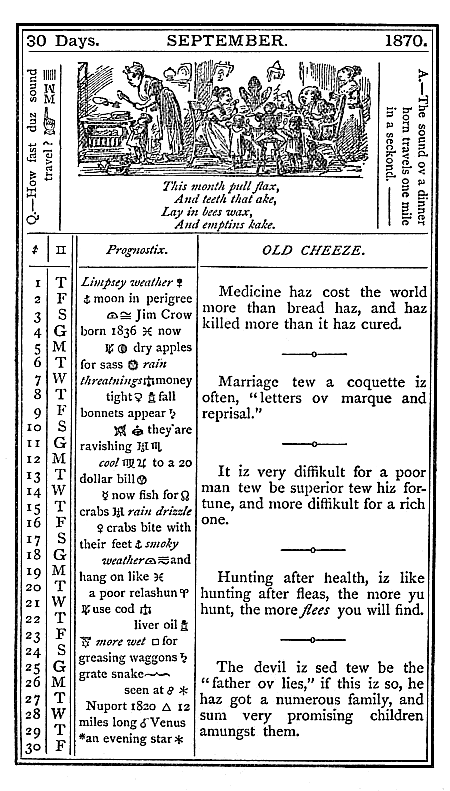 30 Days. SEPTEMBER. 1870.
Q.—How fast duz sound
travel?
This month pull flax,
And teeth that ake,
Lay in bees wax,
And emptins kake.
A.—The sound ov a dinner
horn travels one mile
in a seckond.
Prognostix.
OLD CHEEZE.
1 T
2 F
3 S
4 G
5 M
6 T
7 W
8 T
9 F
10 S
11 G
12 M
13 T
14 W
15 T
16 F
17 S
18 G
19 M
20 T
21 W
22 T
23 F
24 S
25 G
26 M
27 T
28 W
29 T
30 F
Limpsey weather
moon in perigree
Jim Crow
born 1836 ♓ now
dry apples
for sass rain
threatnings money
tight ♀ fall
bonnets appear
they are
ravishing
cool to a 20
dollar bill
☿ now fish for ☊
crabs rain drizzle
♀ crabs bite with
their feet smoky
weather and
hang on like ♓
a poor relashun ♈
use cod
liver oil
more wet □ for
greasing waggons
grate snake
seen at *
Nuport 1820 △ 12
miles long ♂ Venus
*an evening star *
Medicine haz cost the world
more than bread haz, and haz
killed more than it haz cured.
Marriage tew a coquette iz
often, “letters ov marque and
reprisal.”
It iz very diffikult for a poor
man tew be superior tew hiz for-
tune, and more diffikult for a rich
one.
Hunting after health, iz like
hunting after fleas, the more yu
hunt, the more flees you will find.
The devil iz sed tew be the
“father ov lies,” if this iz so, he
haz got a numerous family, and
sum very promising children
amungst them.